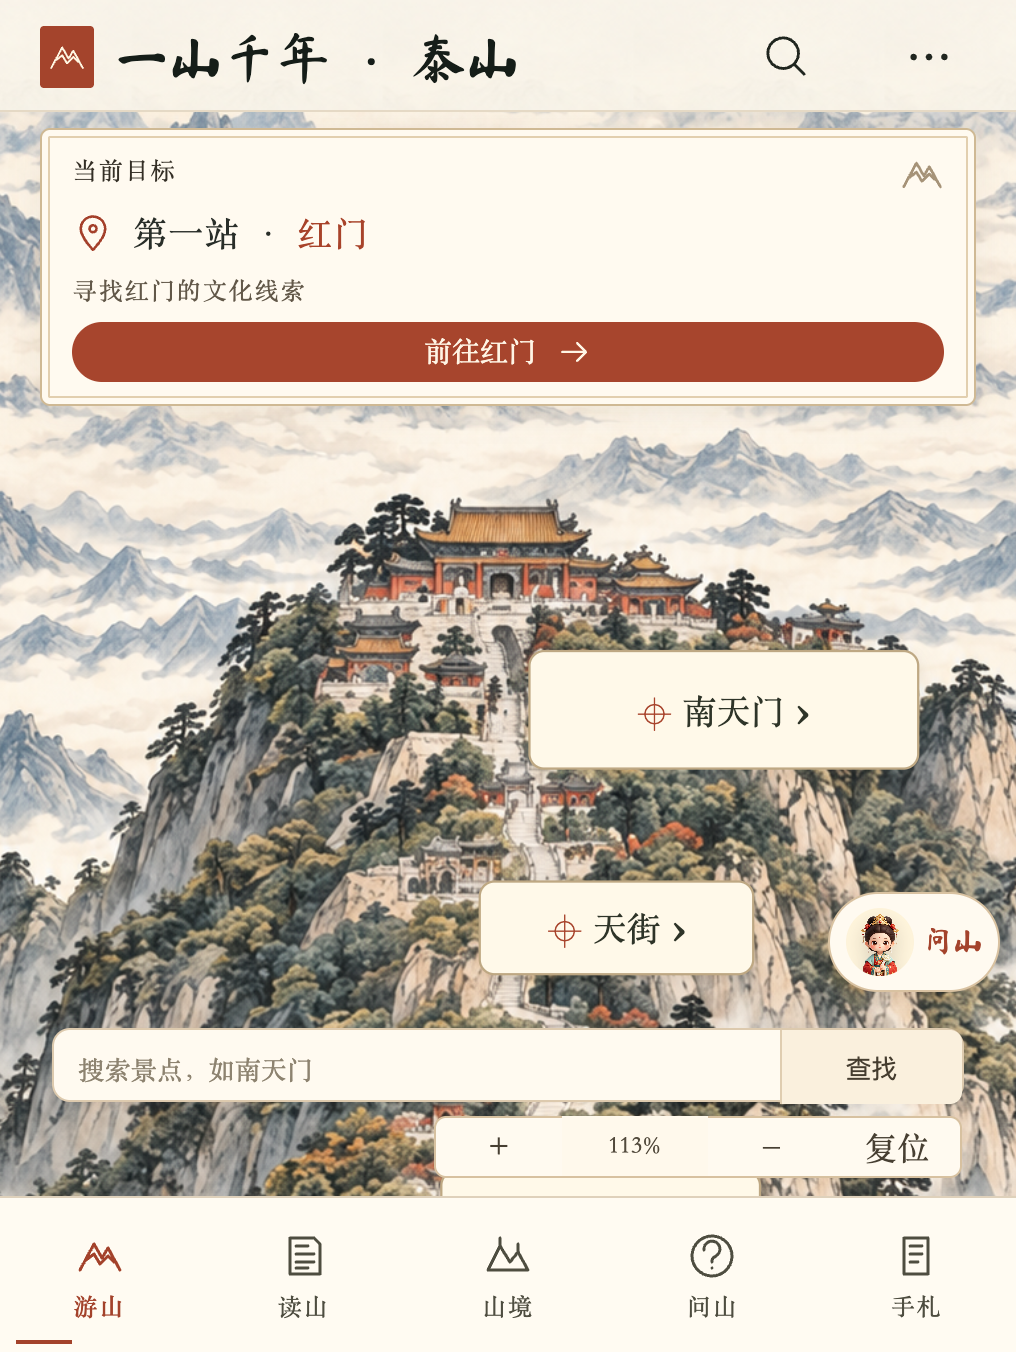 一山千年 · 泰山
当前目标
第一站 · 红门
寻找红门的文化线索
前往红门 →
南天门 ›
天街 ›
问山
搜索景点，如南天门
查找
+ 113% − 复位
游山 读山 山境 问山 手札